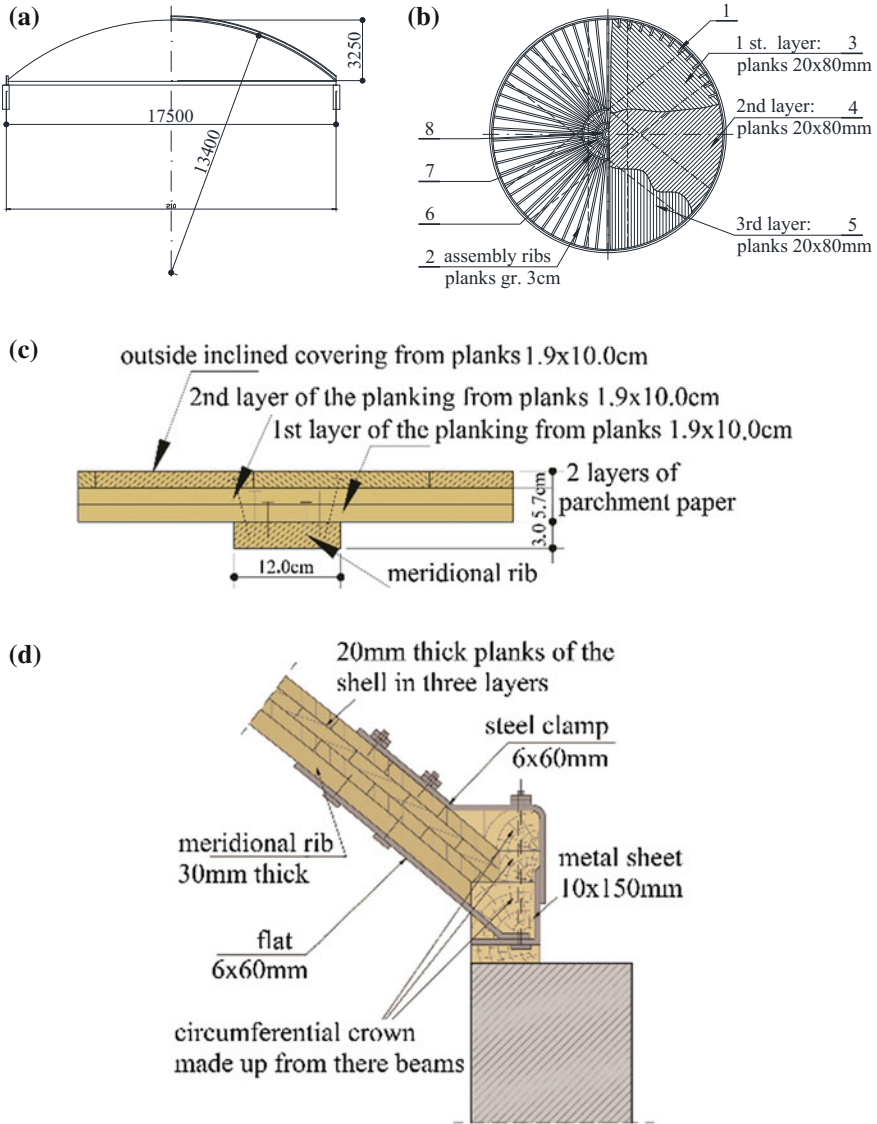 (a)
3250
17500
13400
(b)
1
1 st. layer: 3
planks 20x80mm
2nd layer: 4
planks 20x80mm
8
7
6
3rd layer: 5
planks 20x80mm
2 assembly ribs
planks gr. 3cm
(c)
outside inclined covering from planks 1.9x10.0cm
2nd layer of the planking from planks 1.9x10.0cm
1st layer of the planking from planks 1.9x10.0cm
2 layers of
parchment paper
3.0 5.7cm
12.0cm
meridional rib
(d)
20mm thick planks of the
shell in three layers
steel clamp
6x60mm
meridional rib
30mm thick
metal sheet
10x150mm
flat
6x60mm
circumferential crown
made up from there beams